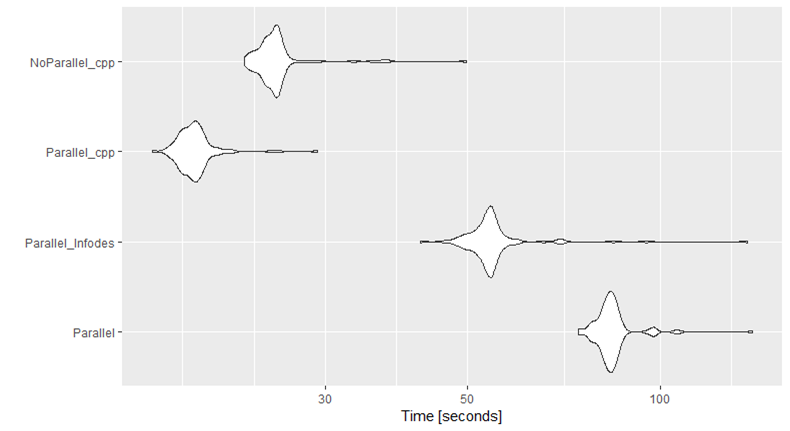 NoParallel_cpp
Parallel_cpp
Parallel_Infodes
Parallel
30 50 100
Time [seconds]